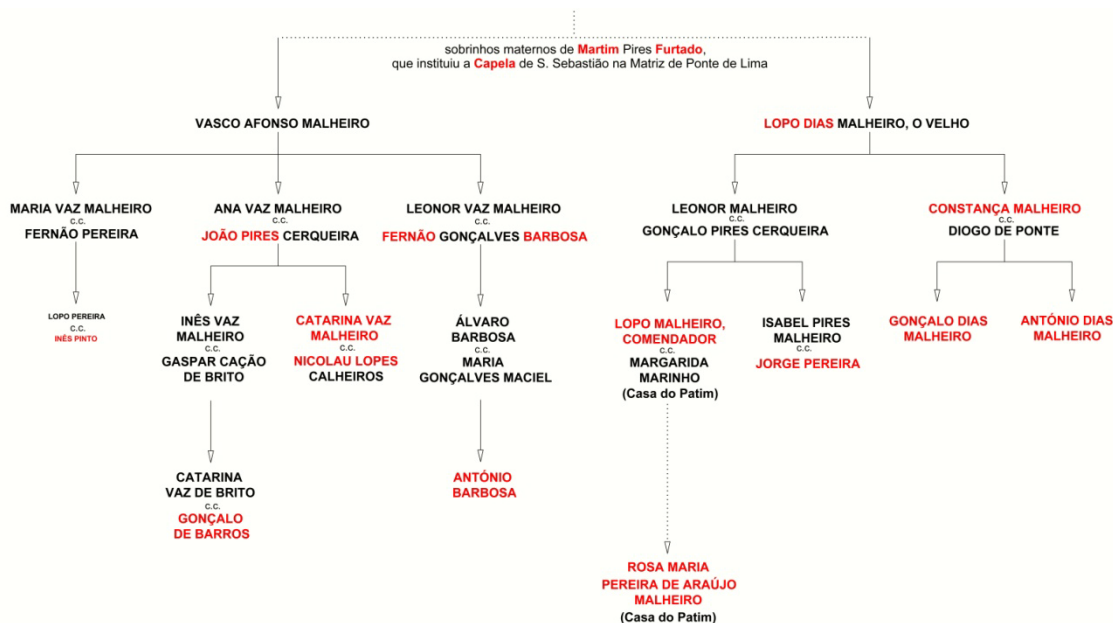 sobrinhos maternos de Martim Pires Furtado,
que instituiu a Capela de S. Sebastião na Matriz de Ponte de Lima
VASCO AFONSO MALHEIRO
LOPO DIAS MALHEIRO, O VELHO
MARIA VAZ MALHEIRO
C.C.
FERNÃO PEREIRA
ANA VAZ MALHEIRO
C.C.
JOÃO PIRES CERQUEIRA
LEONOR VAZ MALHEIRO
C.C.
FERNÃO GONÇALVES BARBOSA
LEONOR MALHEIRO
C.C.
GONÇALO PIRES CERQUEIRA
CONSTANÇA MALHEIRO
C.C.
DIOGO DE PONTE
LOPO PEREIRA
C.C.
INÊS PINTO
INÊS VAZ
MALHEIRO
C.C.
GASPAR CAÇÃO
DE BRITO
CATARINA VAZ
MALHEIRO
C.C.
NICOLAU LOPES
CALHEIROS
ÁLVARO
BARBOSA
C.C.
MARIA
GONÇALVES MACIEL
LOPO MALHEIRO,
COMENDADOR
C.C.
MARGARIDA
MARINHO
(Casa do Patim)
ISABEL PIRES
MALHEIRO
C.C.
JORGE PEREIRA
GONÇALO DIAS
MALHEIRO
ANTÓNIO DIAS
MALHEIRO
CATARINA
VAZ DE BRITO
C.C.
GONÇALO
DE BARROS
ANTÓNIO
BARBOSA
ROSA MARIA
PEREIRA DE ARAÚJO
MALHEIRO
(Casa do Patim)